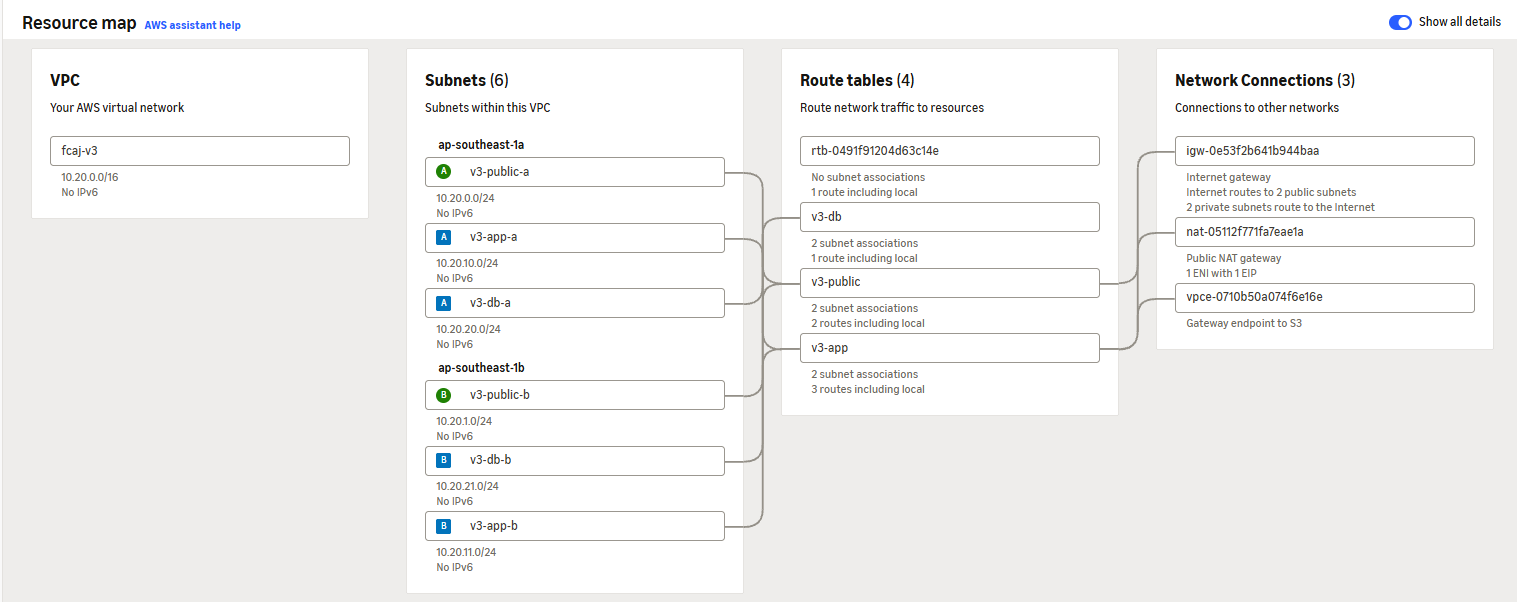 Resource map AWS assistant help
Show all details
VPC
Your AWS virtual network
fcaj-v3
10.20.0.0/16
No IPv6
Subnets (6)
Subnets within this VPC
ap-southeast-1a
A v3-public-a
10.20.0.0/24
No IPv6
A v3-app-a
10.20.10.0/24
No IPv6
A v3-db-a
10.20.20.0/24
No IPv6
ap-southeast-1b
B v3-public-b
10.20.1.0/24
No IPv6
B v3-db-b
10.20.21.0/24
No IPv6
B v3-app-b
10.20.11.0/24
No IPv6
Route tables (4)
Route network traffic to resources
rtb-0491f91204d63c14e
No subnet associations
1 route including local
v3-db
2 subnet associations
1 route including local
v3-public
2 subnet associations
2 routes including local
v3-app
2 subnet associations
3 routes including local
Network Connections (3)
Connections to other networks
igw-0e53f2b641b944baa
Internet gateway
Internet routes to 2 public subnets
2 private subnets route to the Internet
nat-05112f771fa7eae1a
Public NAT gateway
1 ENI with 1 EIP
vpce-0710b50a074f6e16e
Gateway endpoint to S3